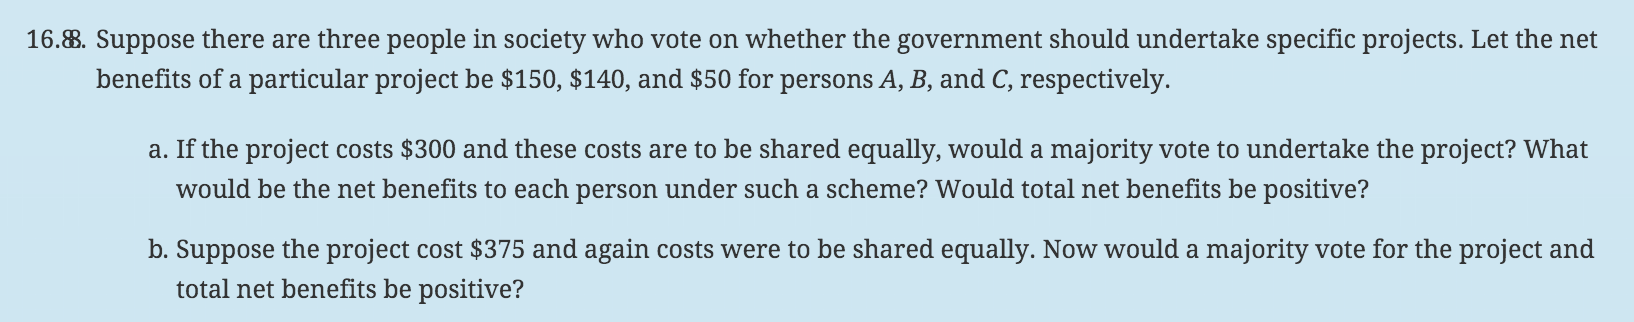 16.8. Suppose there are three people in society who vote on whether the government should undertake specific projects. Let the net
benefits of a particular project be $150, $140, and $50 for persons A, B, and C, respectively.
a. If the project costs $300 and these costs are to be shared equally, would a majority vote to undertake the project? What
would be the net benefits to each person under such a scheme? Would total net benefits be positive?
b. Suppose the project cost $375 and again costs were to be shared equally. Now would a majority vote for the project and
total net benefits be positive?